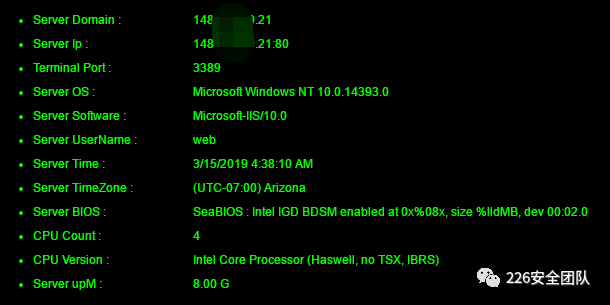 Server Domain : 148 .21
Server Ip : 148 .21:80
Terminal Port : 3389
Server OS : Microsoft Windows NT 10.0.14393.0
Server Software : Microsoft-IIS/10.0
Server UserName : web
Server Time : 3/15/2019 4:38:10 AM
Server TimeZone : (UTC-07:00) Arizona
Server BIOS : SeaBIOS : Intel IGD BDSM enabled at 0x%08x, size %lldMB, dev 00:02.0
CPU Count : 4
CPU Version : Intel Core Processor (Haswell, no TSX, IBRS)
Server upM : 8.00 G
226安全团队